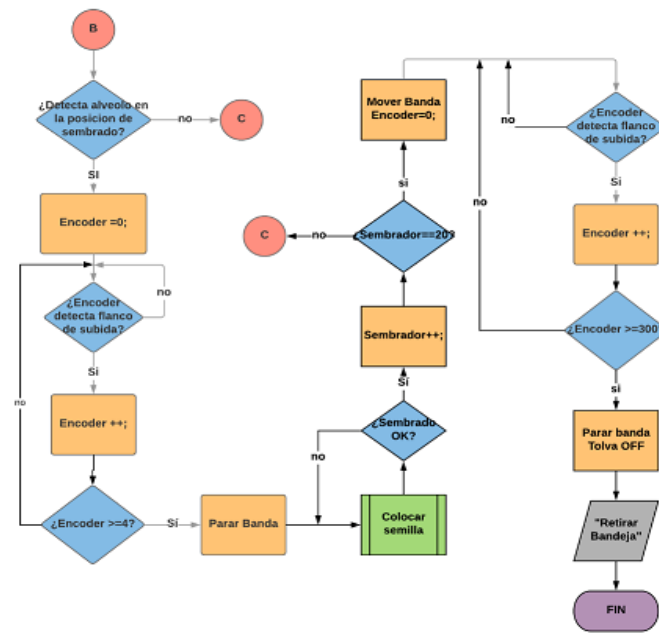 B
¿Detecta alveolo en
la posicion de
sembrado?
no
C
Si
Encoder =0;
¿Encoder
detecta flanco
de subida?
no
Si
Encoder ++;
no
¿Encoder >=4?
Sí
Parar Banda
Mover Banda
Encoder=0;
si
¿Sembrador==20?
no
C
Sembrador++;
Sí
¿Sembrado
OK?
no
Colocar
semilla
¿Encoder
detecta flanco
de subida?
no
Si
Encoder ++;
no
¿Encoder >=300
si
Parar banda
Tolva OFF
"Retirar
Bandeja"
FIN